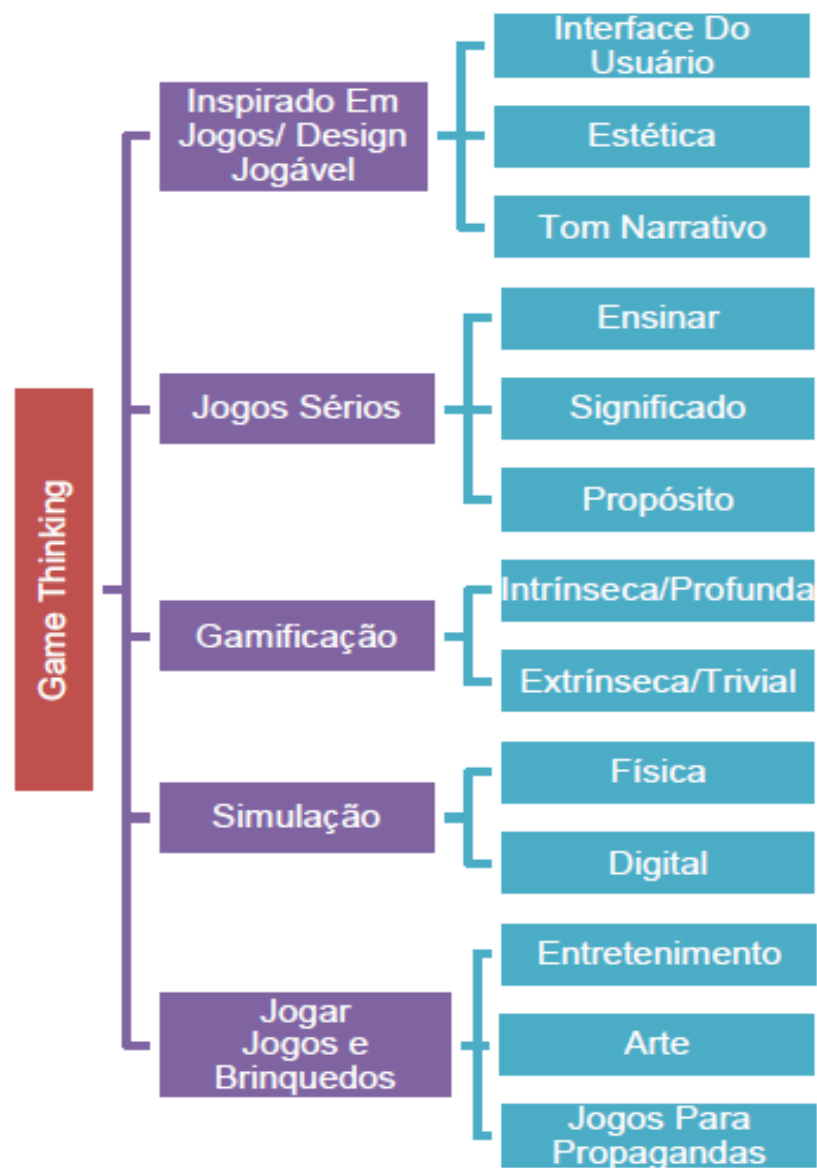 Game Thinking
Inspirado Em
Jogos/ Design
Jogável
Interface Do
Usuário
Estética
Tom Narrativo
Jogos Sérios
Ensinar
Significado
Propósito
Gamificação
Intrínseca/Profunda
Extrínseca/Trivial
Simulação
Física
Digital
Jogar
Jogos e
Brinquedos
Entretenimento
Arte
Jogos Para
Propagandas